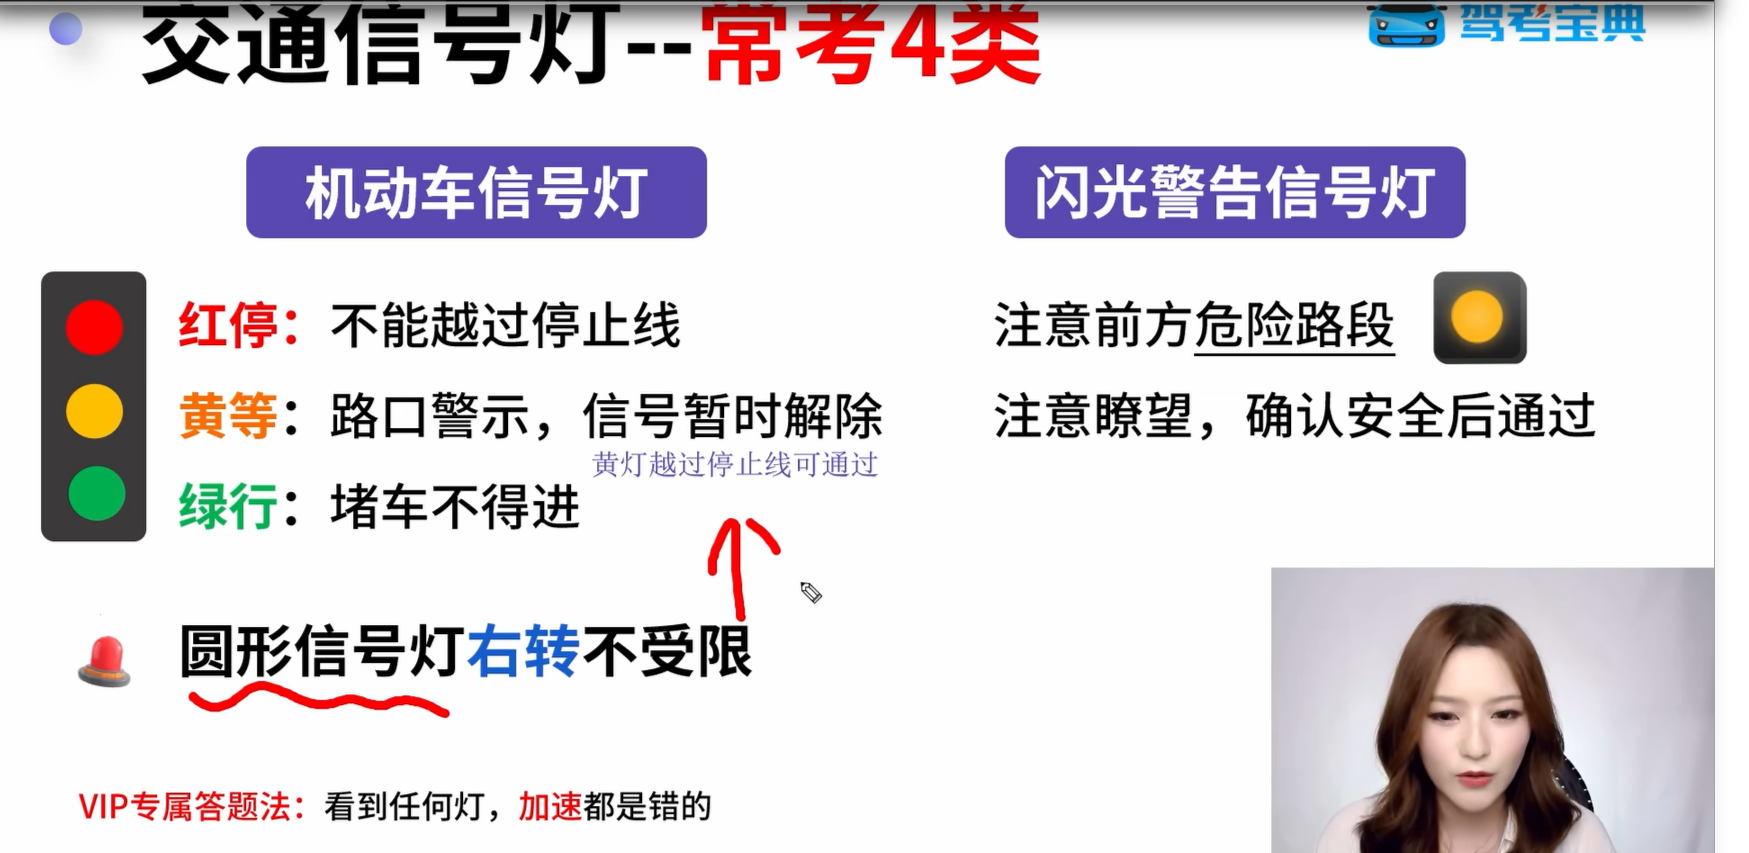 交通信号灯--常考4类
驾考宝典
机动车信号灯
闪光警告信号灯
红停：不能越过停止线
黄等：路口警示，信号暂时解除
黄灯越过停止线可通过
绿行：堵车不得进
注意前方危险路段
注意瞭望，确认安全后通过
圆形信号灯右转不受限
VIP专属答题法：看到任何灯，加速都是错的